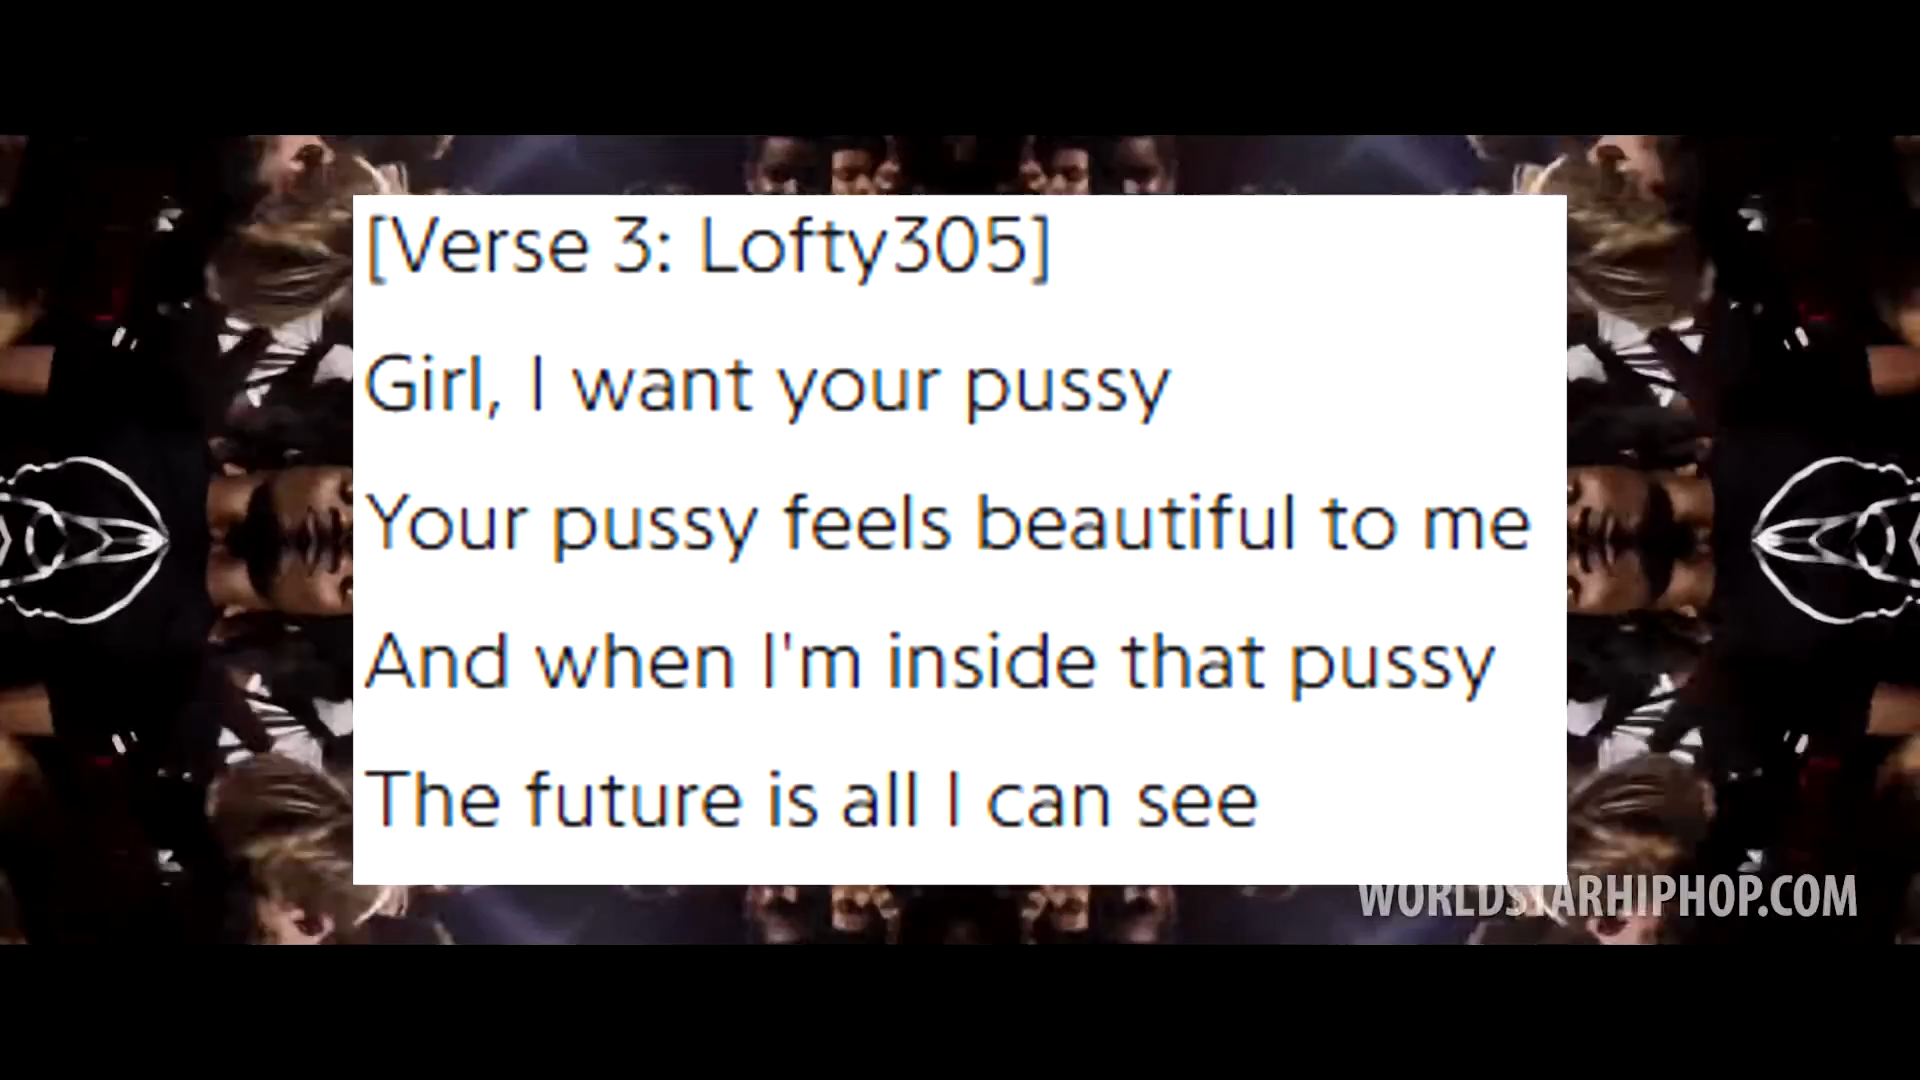 [Verse 3: Lofty305]
Girl, I want your pussy
Your pussy feels beautiful to me
And when I'm inside that pussy
The future is all I can see
WORLDSTARHIPHOP.COM